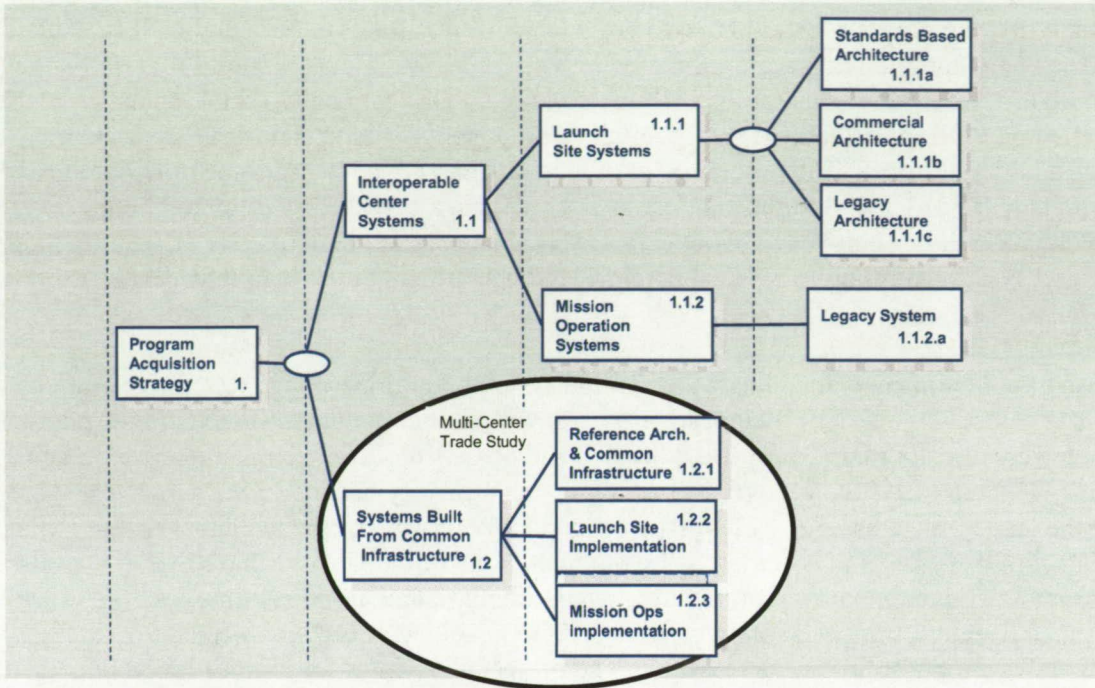 Standards Based
Architecture
1.1.1a
Commercial
Architecture
1.1.1b
Legacy
Architecture
1.1.1c
Launch
Site Systems
1.1.1
Interoperable
Center
Systems
1.1
Mission
Operation
Systems
1.1.2
Legacy System
1.1.2.a
Program
Acquisition
Strategy
1.
Multi-Center
Trade Study
Systems Built
From Common
Infrastructure
1.2
Reference Arch.
& Common
Infrastructure
1.2.1
Launch Site
Implementation
1.2.2
Mission Ops
Implementation
1.2.3